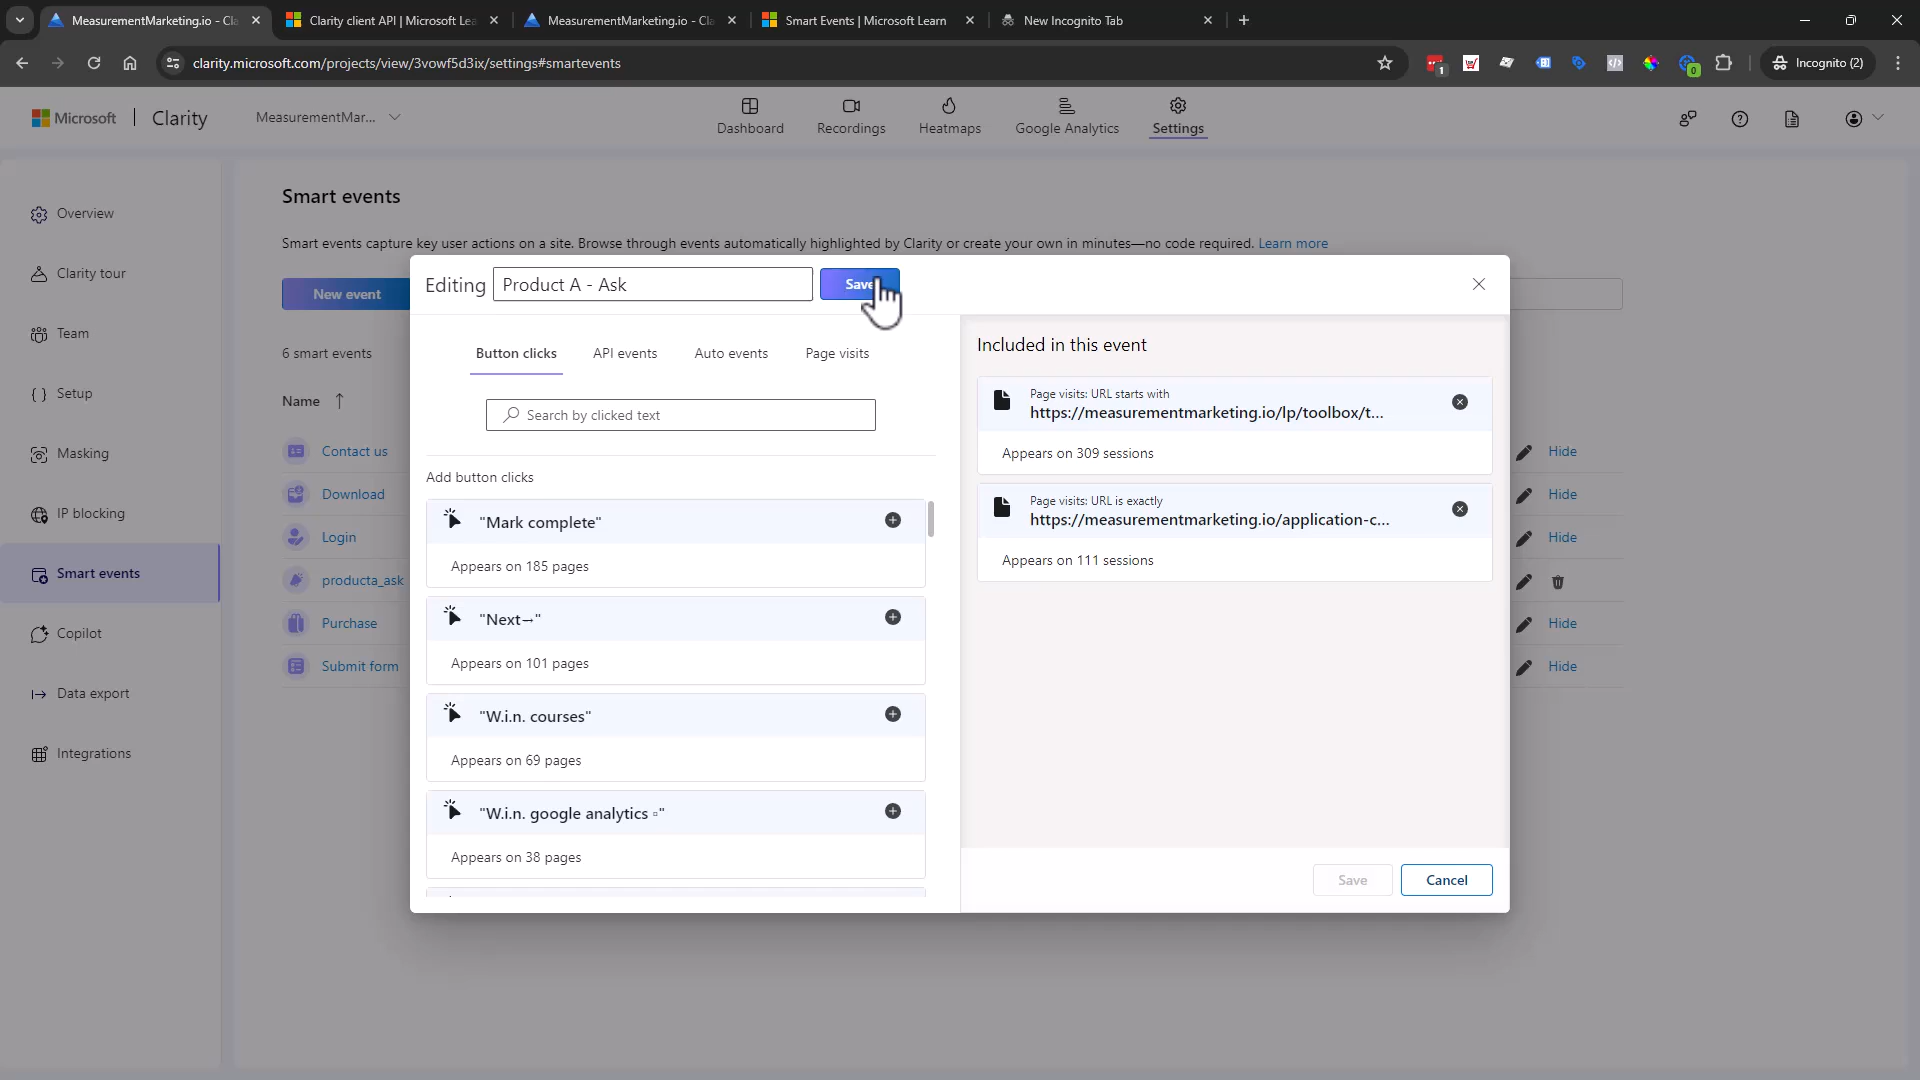 MeasurementMarketing.io - Cla
Clarity client API | Microsoft Lea
MeasurementMarketing.io - Cla
Smart Events | Microsoft Learn
New Incognito Tab
clarity.microsoft.com/projects/view/3vowf5d3ix/settings#smartevents
1
0
Incognito (2)
Microsoft
Clarity
MeasurementMar...
Dashboard
Recordings
Heatmaps
Google Analytics
Settings
Overview
Clarity tour
Team
Setup
Masking
IP blocking
Smart events
Copilot
Data export
Integrations
Smart events
Smart events capture key user actions on a site. Browse through events automatically highlighted by Clarity or create your own in minutes—no code required. Learn more
New event
6 smart events
Name
Contact us
Hide
Download
Hide
Login
Hide
producta_ask
Purchase
Hide
Submit form
Hide
Editing
Product A - Ask
Save
Button clicks
API events
Auto events
Page visits
Search by clicked text
Add button clicks
"Mark complete"
Appears on 185 pages
"Next→"
Appears on 101 pages
"W.i.n. courses"
Appears on 69 pages
"W.i.n. google analytics ▫"
Appears on 38 pages
Included in this event
Page visits: URL starts with
https://measurementmarketing.io/lp/toolbox/t...
Appears on 309 sessions
Page visits: URL is exactly
https://measurementmarketing.io/application-c...
Appears on 111 sessions
Save
Cancel